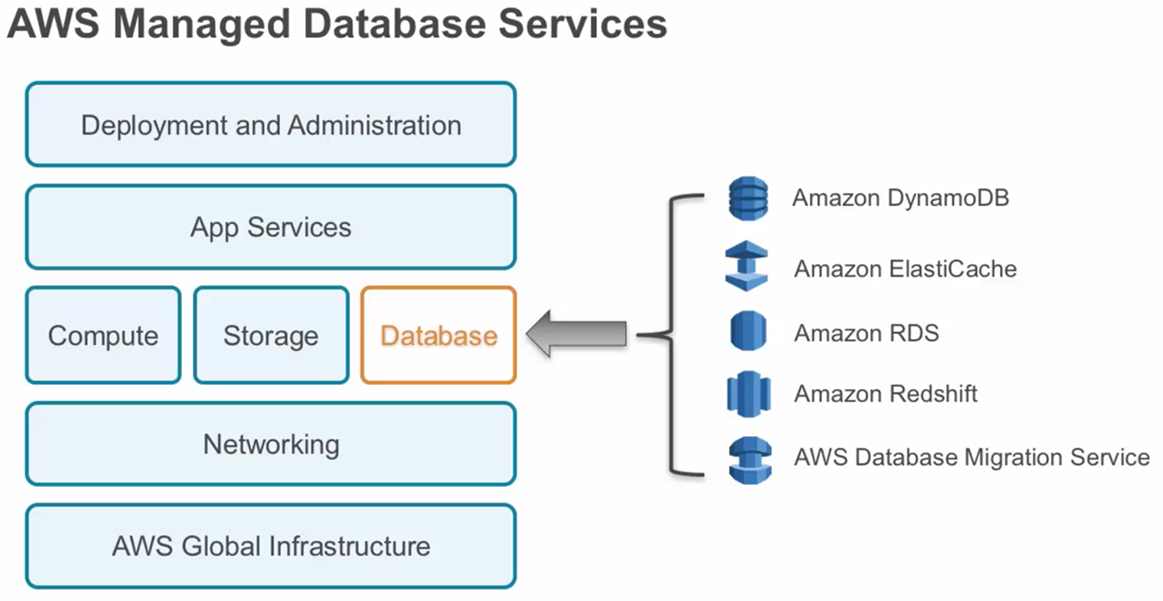 AWS Managed Database Services
Deployment and Administration
App Services
Compute
Storage
Database
Networking
AWS Global Infrastructure
Amazon DynamoDB
Amazon ElastiCache
Amazon RDS
Amazon Redshift
AWS Database Migration Service